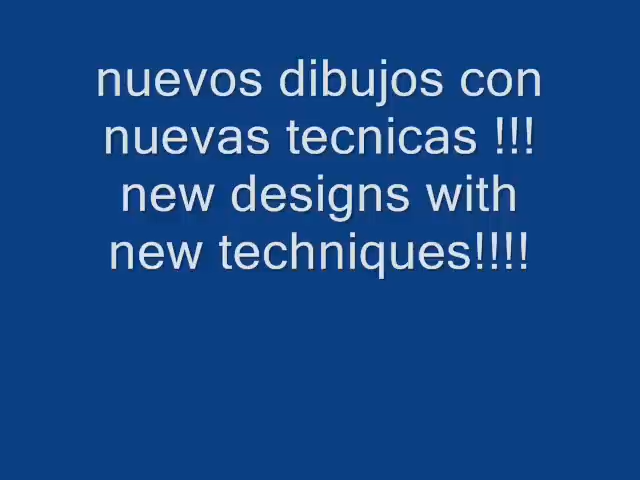 nuevos dibujos con
nuevas tecnicas !!!
new designs with
new techniques!!!!